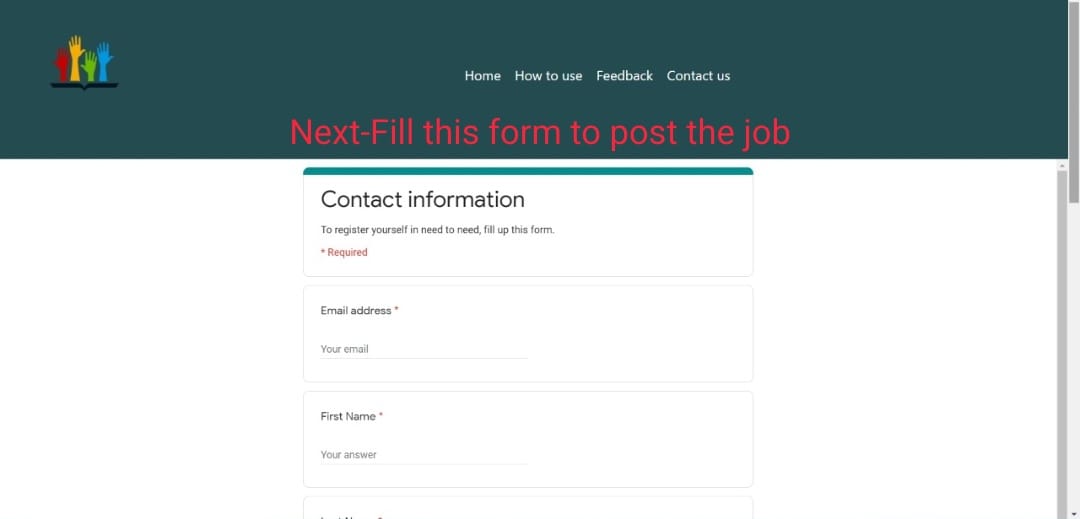 Home How to use Feedback Contact us
Next-Fill this form to post the job
Contact information
To register yourself in need to need, fill up this form.
* Required
Email address *
Your email
First Name *
Your answer